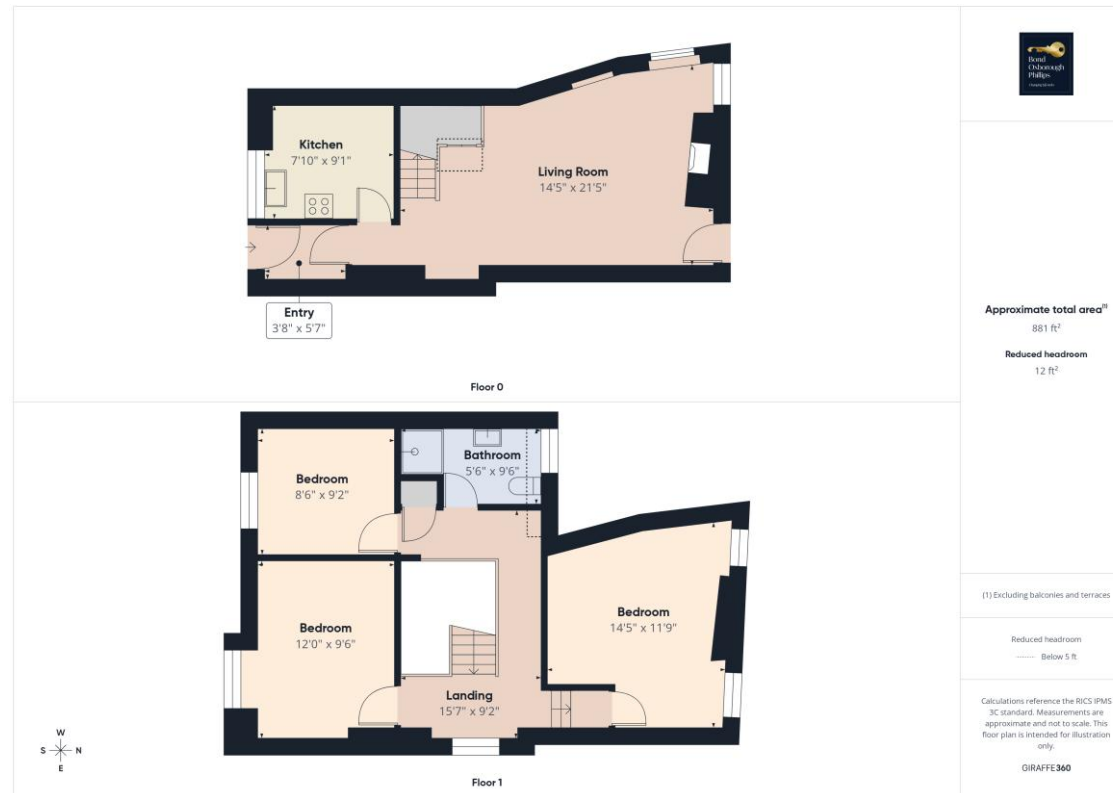 Kitchen
7'10" x 9'1"
Living Room
14'5" x 21'5"
Entry
3'8" x 5'7"
Floor 0
Bedroom
8'6" x 9'2"
Bathroom
5'6" x 9'6"
Bedroom
12'0" x 9'6"
Bedroom
14'5" x 11'9"
Landing
15'7" x 9'2"
W
S N
E
Floor 1
Bond
Oxborough
Phillips
Approximate total area(1)
881 ft²
Reduced headroom
12 ft²
(1) Excluding balconies and terraces
Reduced headroom
Below 5 ft
Calculations reference the RICS IPMS
3C standard. Measurements are
approximate and not to scale. This
floor plan is intended for illustration
only.
GIRAFFE360